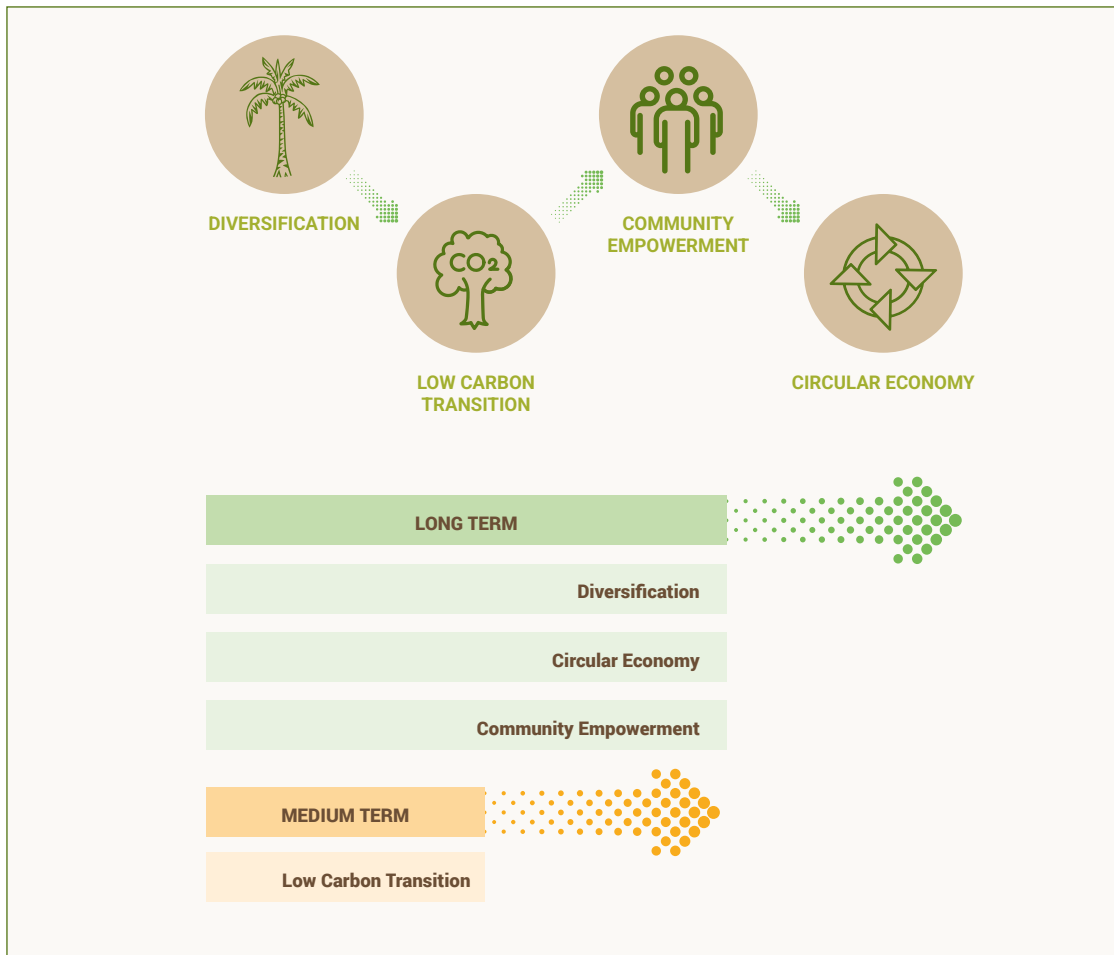 DIVERSIFICATION
CO2
LOW CARBON
TRANSITION
COMMUNITY
EMPOWERMENT
CIRCULAR ECONOMY
LONG TERM
Diversification
Circular Economy
Community Empowerment
MEDIUM TERM
Low Carbon Transition